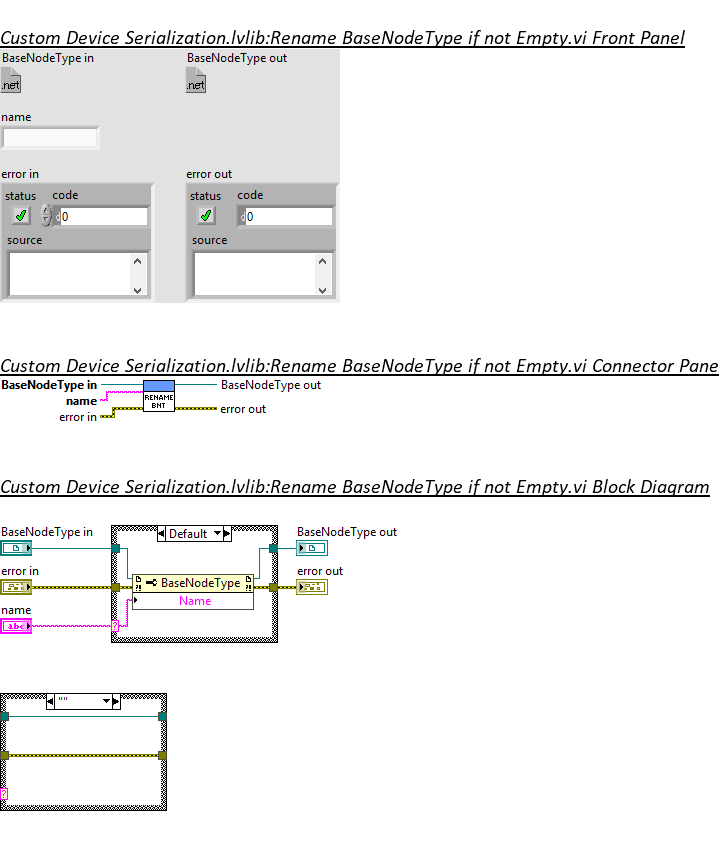 Custom Device Serialization.lvlib:Rename BaseNodeType if not Empty.vi Front Panel
BaseNodeType in
BaseNodeType out
.net
.net
name
error in
error out
status
code
status
code
d0
d0
source
source
Custom Device Serialization.lvlib:Rename BaseNodeType if not Empty.vi Connector Pane
BaseNodeType in
BaseNodeType out
name
RENAME
BNT
error in
error out
Custom Device Serialization.lvlib:Rename BaseNodeType if not Empty.vi Block Diagram
BaseNodeType in
Default
BaseNodeType out
error in
error out
?!
BaseNodeType
?!
Name
name
abc
?
""
?